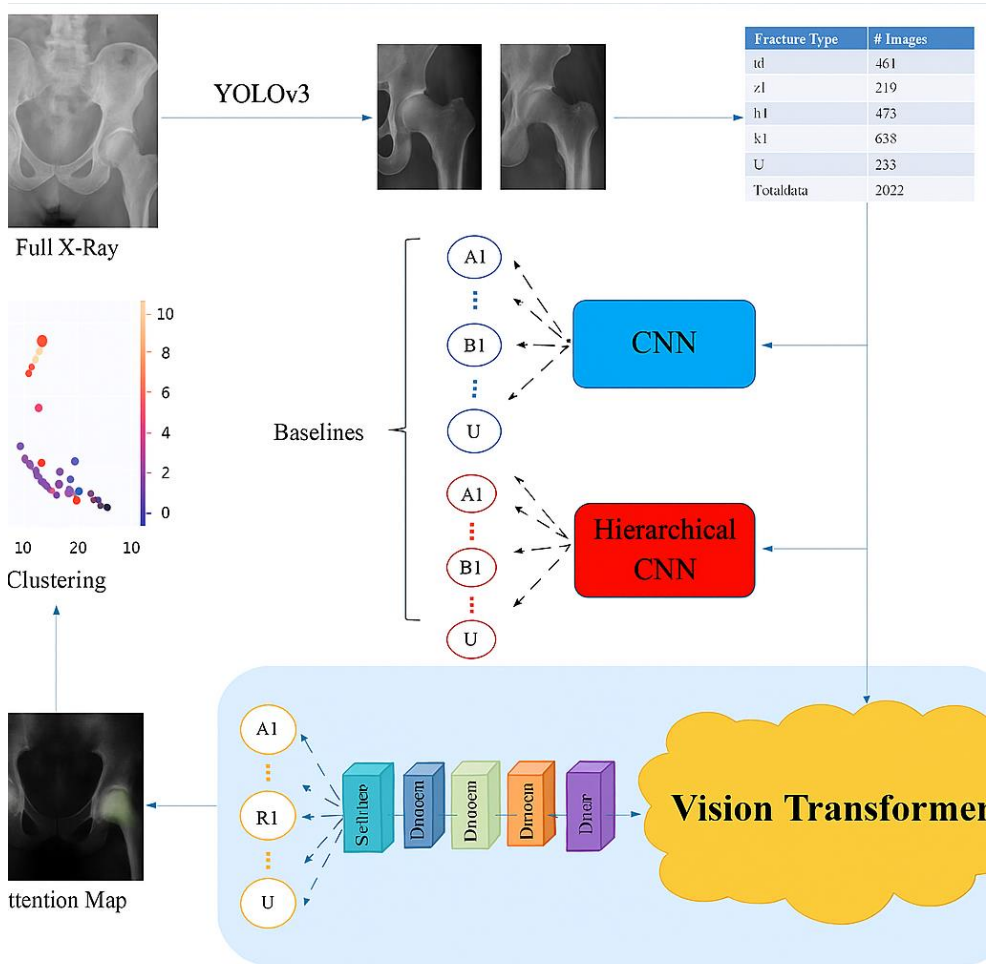 YOLOv3
Full X-Ray
Fracture Type # Images
td 461
z1 219
h1 473
k1 638
U 233
Totaldata 2022
A1
B1
U
CNN
Baselines
A1
B1
U
Hierarchical
CNN
10
8
6
4
2
0
10 20 10
Clustering
ttention Map
A1
R1
U
Dnoem
Vision Transformer